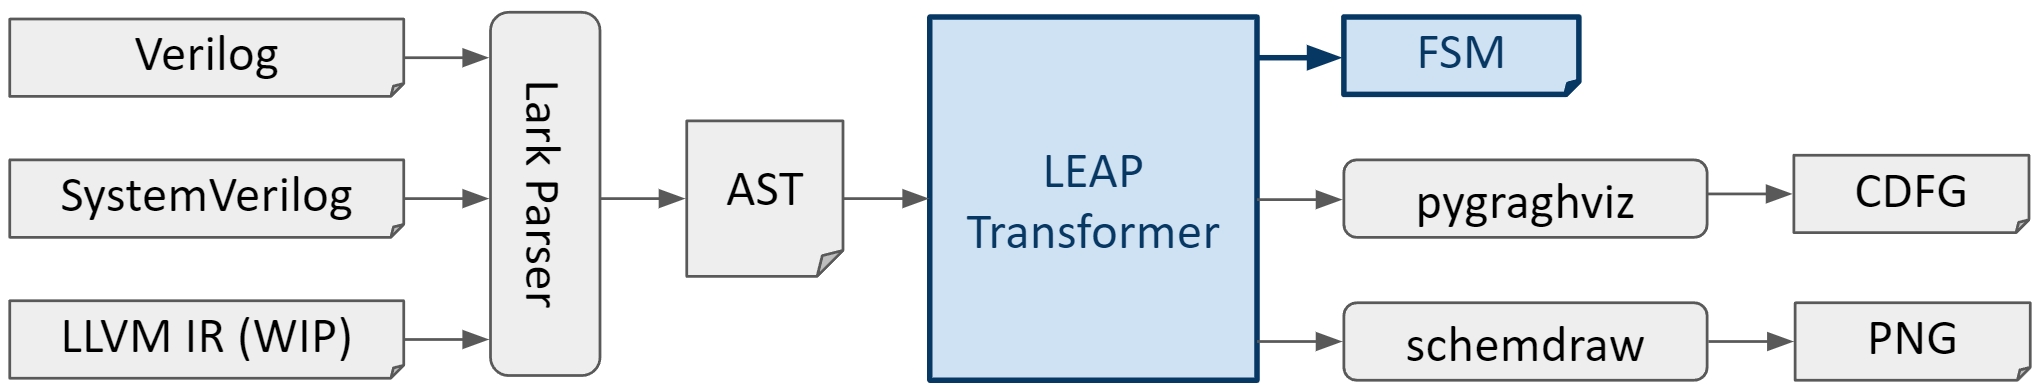 Verilog
SystemVerilog
LLVM IR (WIP)
Lark Parser
AST
LEAP
Transformer
FSM
pygraghviz
CDFG
schemdraw
PNG